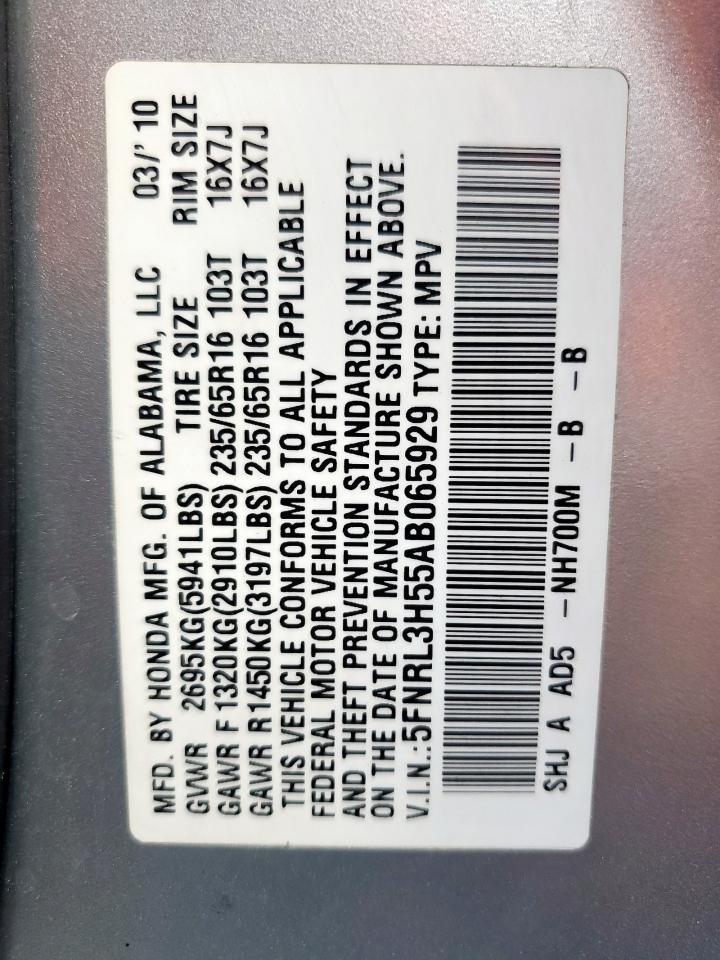 MFD. BY HONDA MFG. OF ALABAMA, LLC 03/' 10
GVWR 2695KG(5941LBS) TIRE SIZE RIM SIZE
GAWR F 1320KG(2910LBS) 235/65R16 103T 16X7J
GAWR R1450KG(3197LBS) 235/65R16 103T 16X7J
THIS VEHICLE CONFORMS TO ALL APPLICABLE
FEDERAL MOTOR VEHICLE SAFETY
AND THEFT PREVENTION STANDARDS IN EFFECT
ON THE DATE OF MANUFACTURE SHOWN ABOVE.
V.I.N.:5FNRL3H55AB065929 TYPE: MPV
SHJ A AD5 -NH700M -B -B